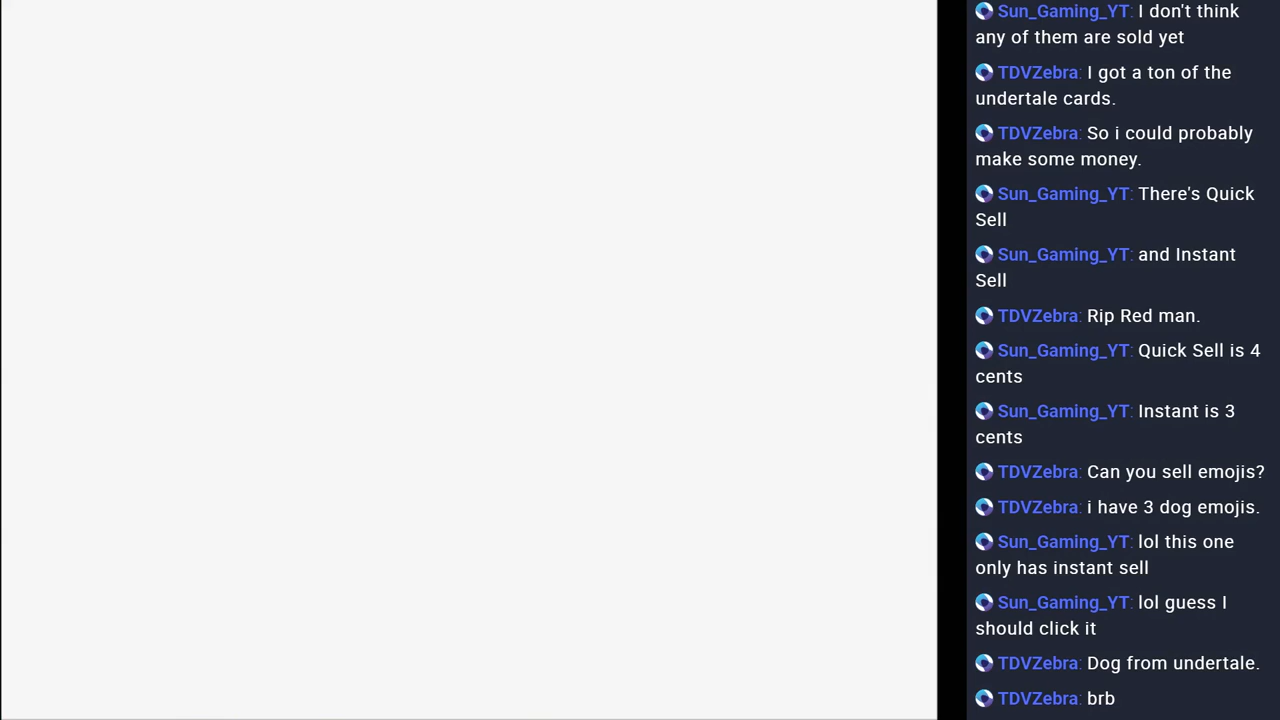 Sun_Gaming_YT: I don't think
any of them are sold yet
TDVZebra: I got a ton of the
undertale cards.
TDVZebra: So i could probably
make some money.
Sun_Gaming_YT: There's Quick
Sell
Sun_Gaming_YT: and Instant
Sell
TDVZebra: Rip Red man.
Sun_Gaming_YT: Quick Sell is 4
cents
Sun_Gaming_YT: Instant is 3
cents
TDVZebra: Can you sell emojis?
TDVZebra: i have 3 dog emojis.
Sun_Gaming_YT: lol this one
only has instant sell
Sun_Gaming_YT: lol guess I
should click it
TDVZebra: Dog from undertale.
TDVZebra: brb